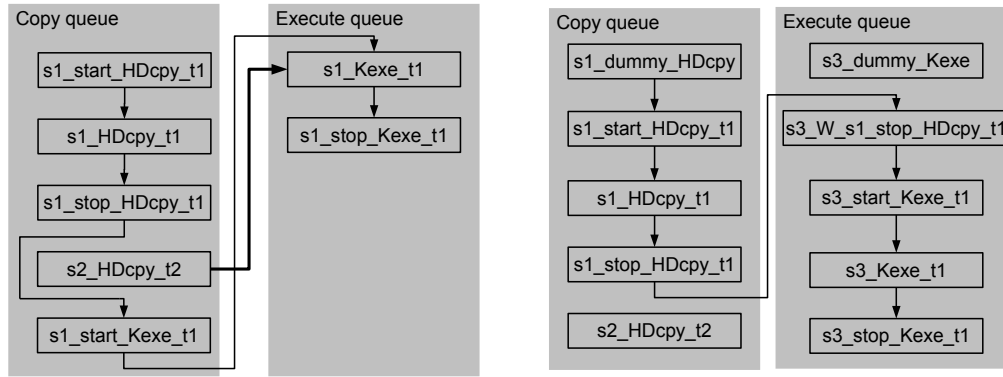 Copy queue
s1_start_HDcpy_t1
s1_HDcpy_t1
s1_stop_HDcpy_t1
s2_HDcpy_t2
s1_start_Kexe_t1
Execute queue
s1_Kexe_t1
s1_stop_Kexe_t1
Copy queue
s1_dummy_HDcpy
s1_start_HDcpy_t1
s1_HDcpy_t1
s1_stop_HDcpy_t1
s2_HDcpy_t2
Execute queue
s3_dummy_Kexe
s3_W_s1_stop_HDcpy_t1
s3_start_Kexe_t1
s3_Kexe_t1
s3_stop_Kexe_t1